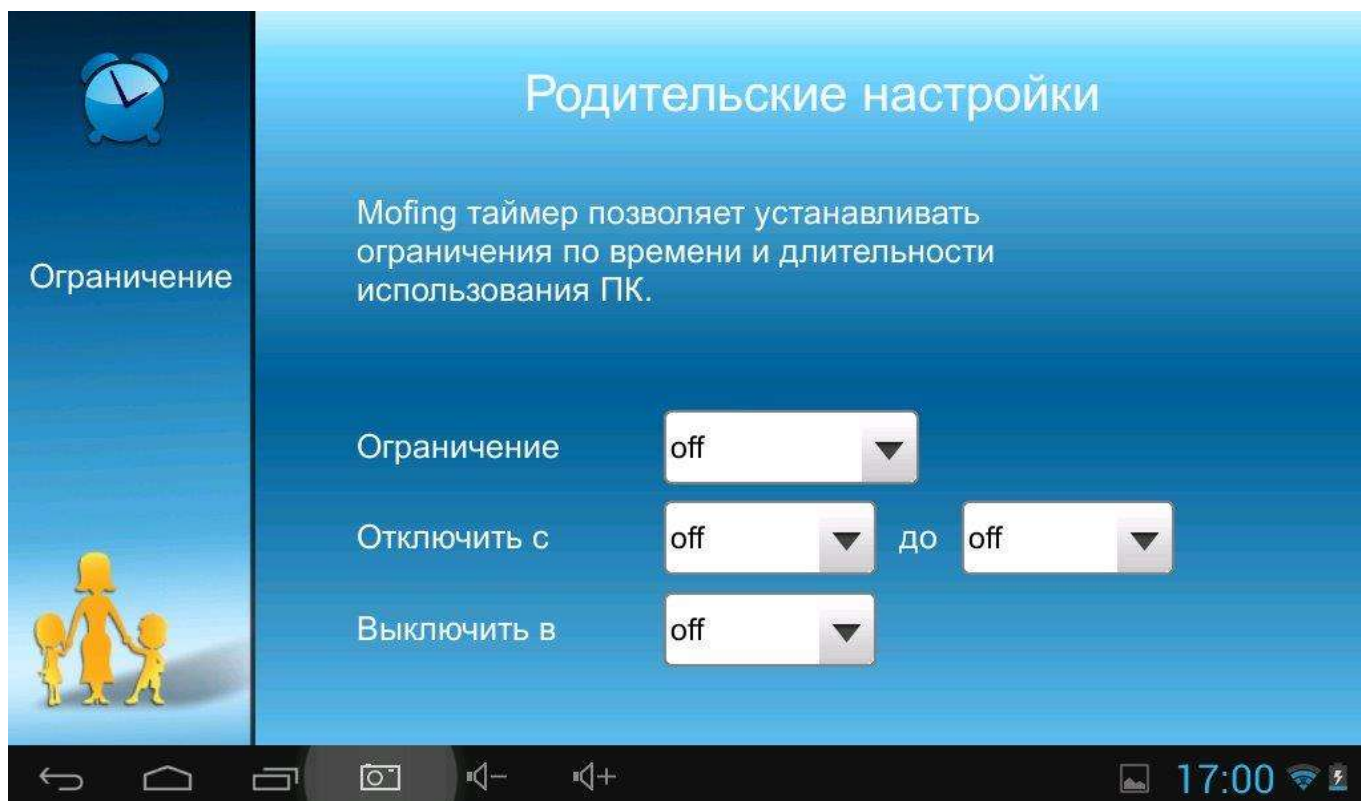 Родительские настройки
Mofing таймер позволяет устанавливать
ограничения по времени и длительности
использования ПК.
Ограничение
Ограничение off
Отключить с off до off
Выключить в off
17:00